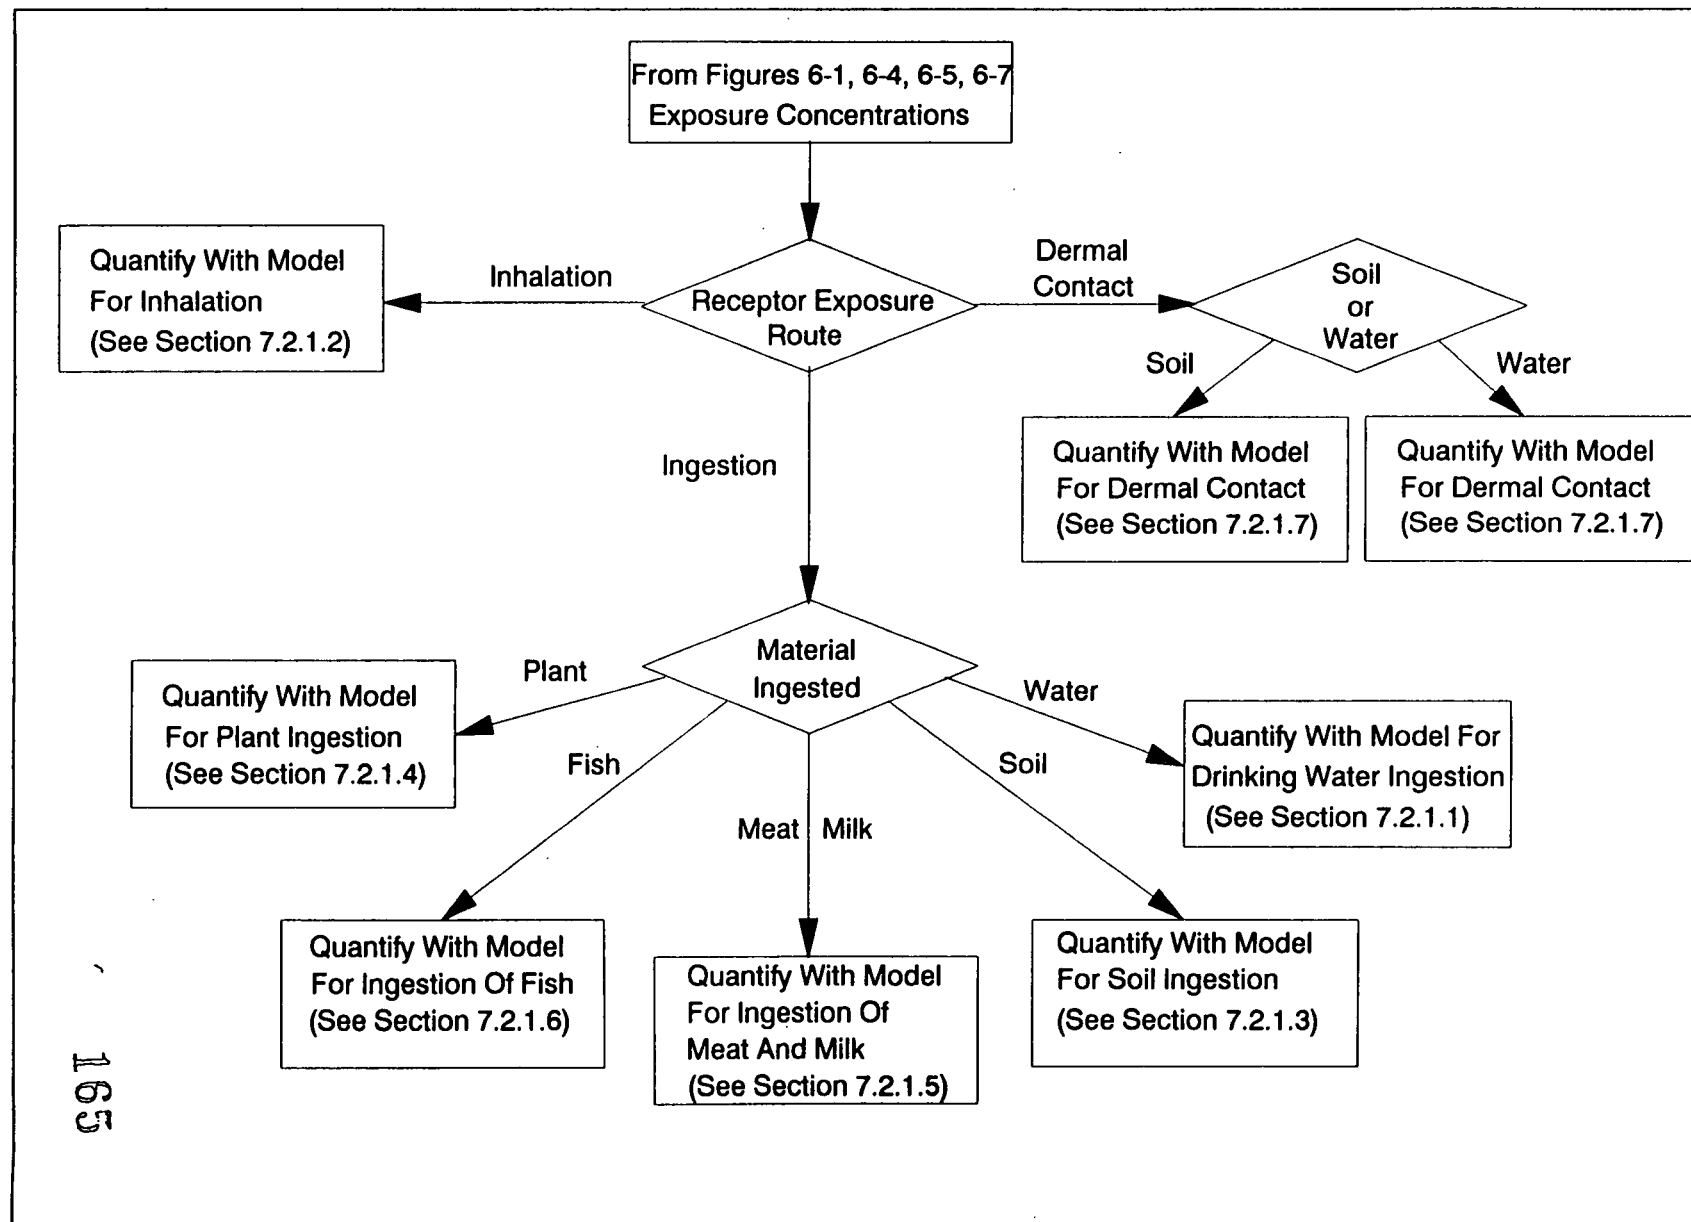 From Figures 6-1, 6-4, 6-5, 6-7
Exposure Concentrations
Quantify With Model
For Inhalation
(See Section 7.2.1.2)
Inhalation
Receptor Exposure
Route
Dermal
Contact
Soil
or
Water
Soil
Water
Quantify With Model
For Dermal Contact
(See Section 7.2.1.7)
Quantify With Model
For Dermal Contact
(See Section 7.2.1.7)
Ingestion
Material
Ingested
Plant
Quantify With Model
For Plant Ingestion
(See Section 7.2.1.4)
Fish
Meat
Milk
Soil
Water
Quantify With Model For
Drinking Water Ingestion
(See Section 7.2.1.1)
Quantify With Model
For Ingestion Of Fish
(See Section 7.2.1.6)
Quantify With Model
For Ingestion Of
Meat And Milk
(See Section 7.2.1.5)
Quantify With Model
For Soil Ingestion
(See Section 7.2.1.3)
165